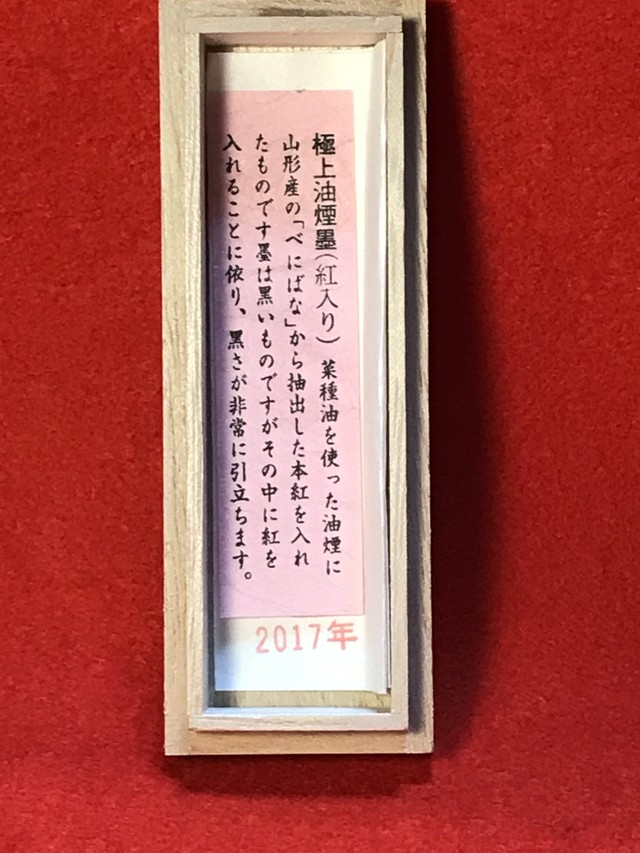 極上油煙墨(紅入り) 菜種油を使った油煙に
山形産の「べにばな」から抽出した本紅を入れ
たものです墨は黒いものですがその中に紅を
入れることに依り、黒さが非常に引立ちます。
2017年